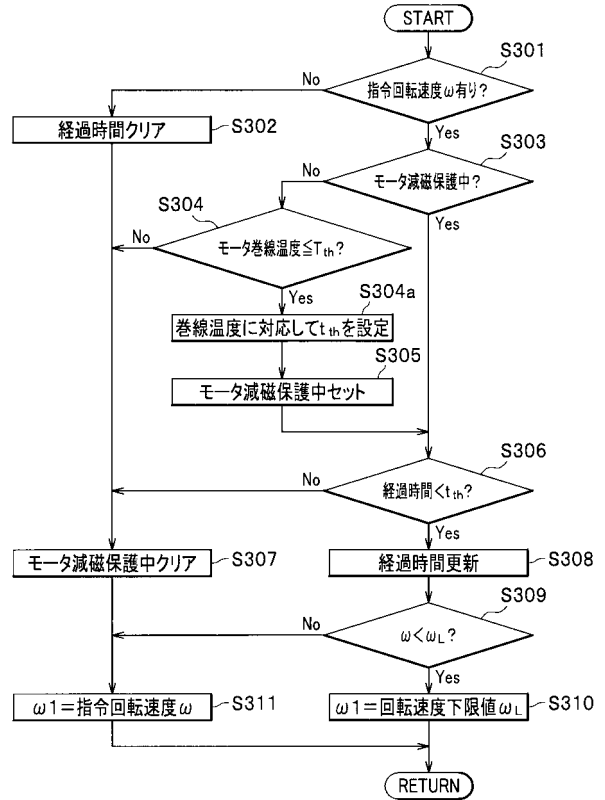 START
S301
指令回転速度ω有り?
No
Yes
経過時間クリア
S302
S303
モータ減磁保護中?
No
Yes
S304
モータ巻線温度≦Tth?
No
Yes
S304a
巻線温度に対応してtthを設定
S305
モータ減磁保護中セット
S306
経過時間<tth?
No
Yes
モータ減磁保護中クリア
S307
経過時間更新
S308
S309
ω<ωL?
No
Yes
ω1=指令回転速度ω
S311
ω1=回転速度下限値ωL
S310
RETURN